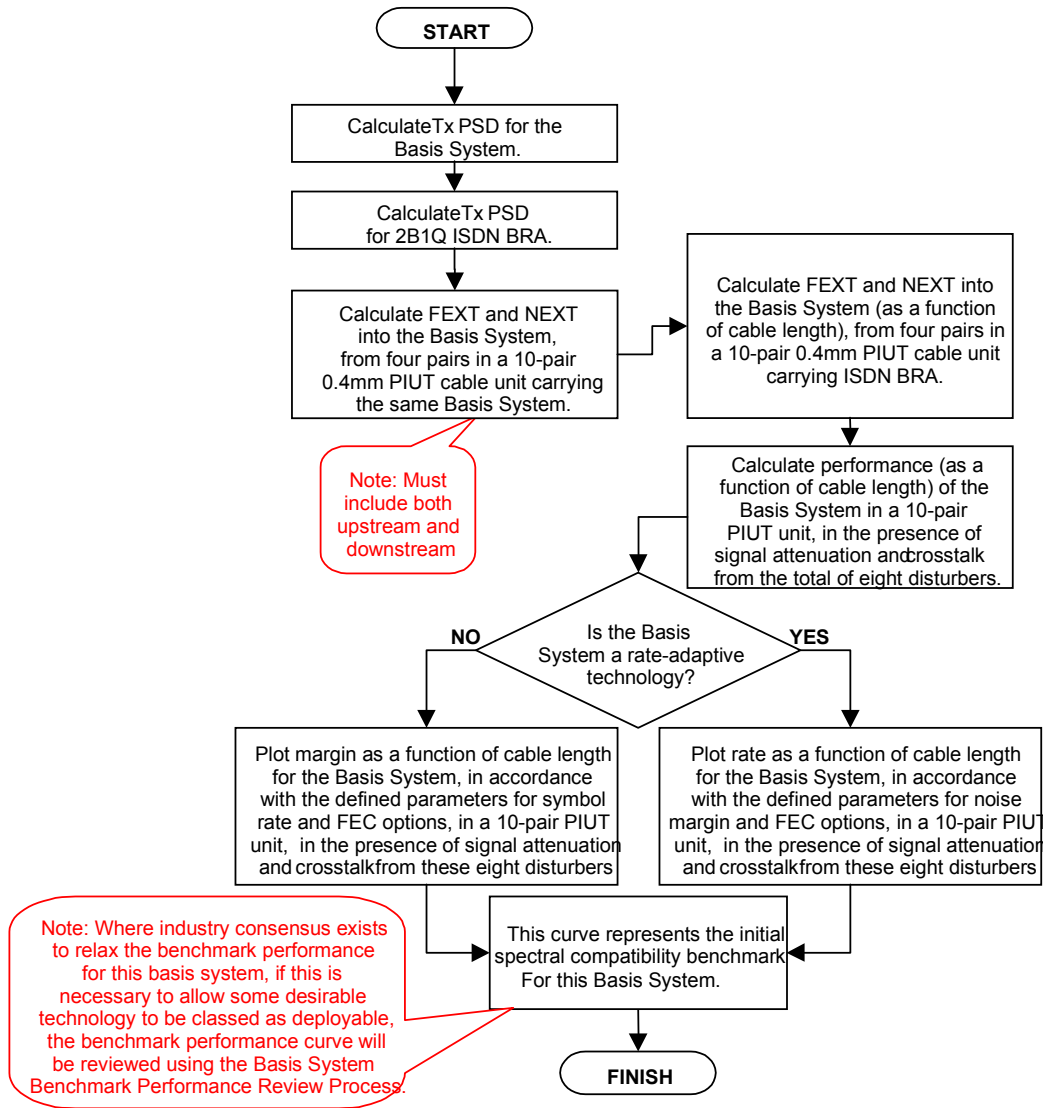 START
CalculateTx PSD for the
Basis System.
CalculateTx PSD
for 2B1Q ISDN BRA.
Calculate FEXT and NEXT
into the Basis System,
from four pairs in a 10-pair
0.4mm PIUT cable unit carrying
the same Basis System.
Note: Must
include both
upstream and
downstream
Calculate FEXT and NEXT into
the Basis System (as a function
of cable length), from four pairs in
a 10-pair 0.4mm PIUT cable unit
carrying ISDN BRA.
Calculate performance (as a
function of cable length) of the
Basis System in a 10-pair
PIUT unit, in the presence of
signal attenuation andcrosstalk
from the total of eight disturbers.
Is the Basis
System a rate-adaptive
technology?
NO
YES
Plot margin as a function of cable length
for the Basis System, in accordance
with the defined parameters for symbol
rate and FEC options, in a 10-pair PIUT
unit, in the presence of signal attenuation
and crosstalkfrom these eight disturbers
Plot rate as a function of cable length
for the Basis System, in accordance
with the defined parameters for noise
margin and FEC options, in a 10-pair PIUT
unit, in the presence of signal attenuation
and crosstalkfrom these eight disturbers
Note: Where industry consensus exists
to relax the benchmark performance
for this basis system, if this is
necessary to allow some desirable
technology to be classed as deployable,
the benchmark performance curve will
be reviewed using the Basis System
Benchmark Performance Review Process.
This curve represents the initial
spectral compatibility benchmark
For this Basis System.
FINISH